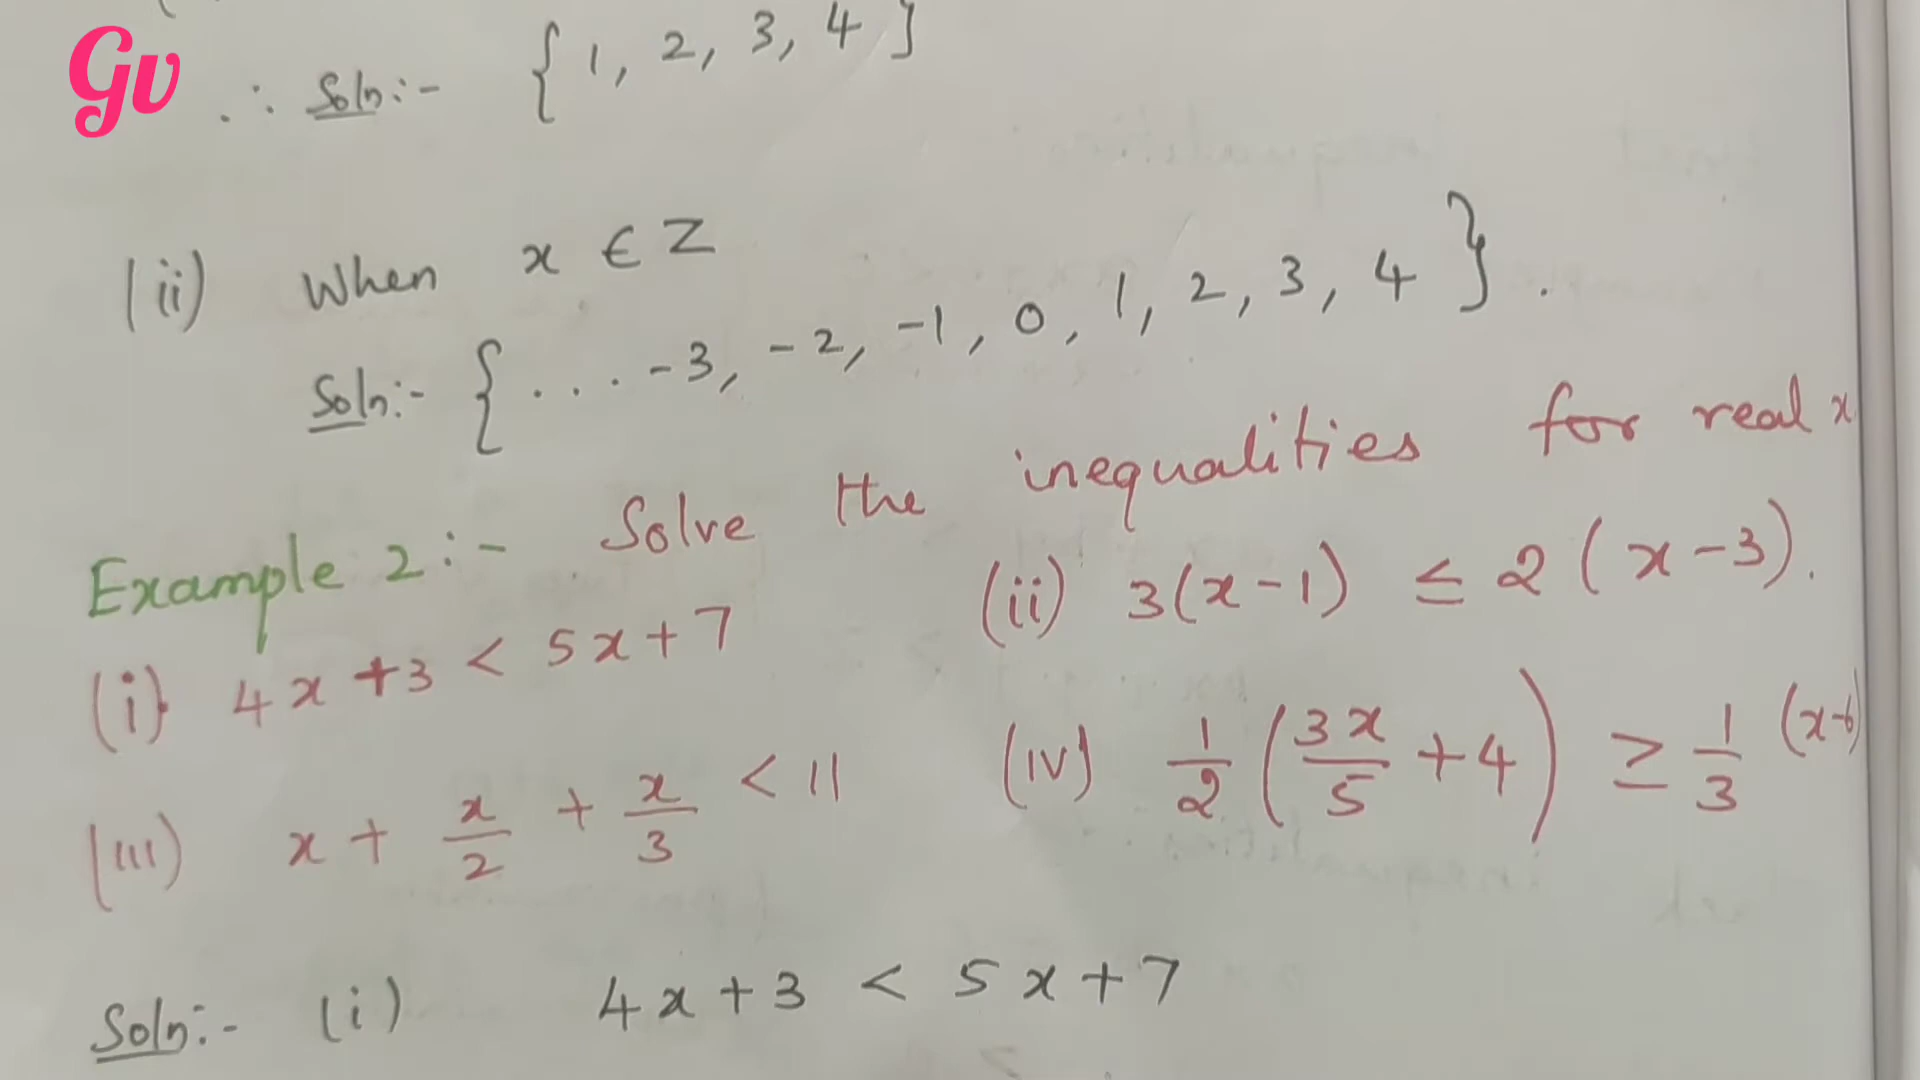 Gv
∴ Soln:- {1, 2, 3, 4}
(ii) When x ∈ Z
Soln:- {... -3, -2, -1, 0, 1, 2, 3, 4}.
Example 2:- Solve the inequalities for real x
(i) 4x + 3 < 5x + 7 (ii) 3(x-1) ≤ 2(x-3).
(iii) x + x/2 + x/3 < 11 (iv) 1/2 (3x/5 + 4) ≥ 1/3 (x-6)
Soln:- (i) 4x + 3 < 5x + 7